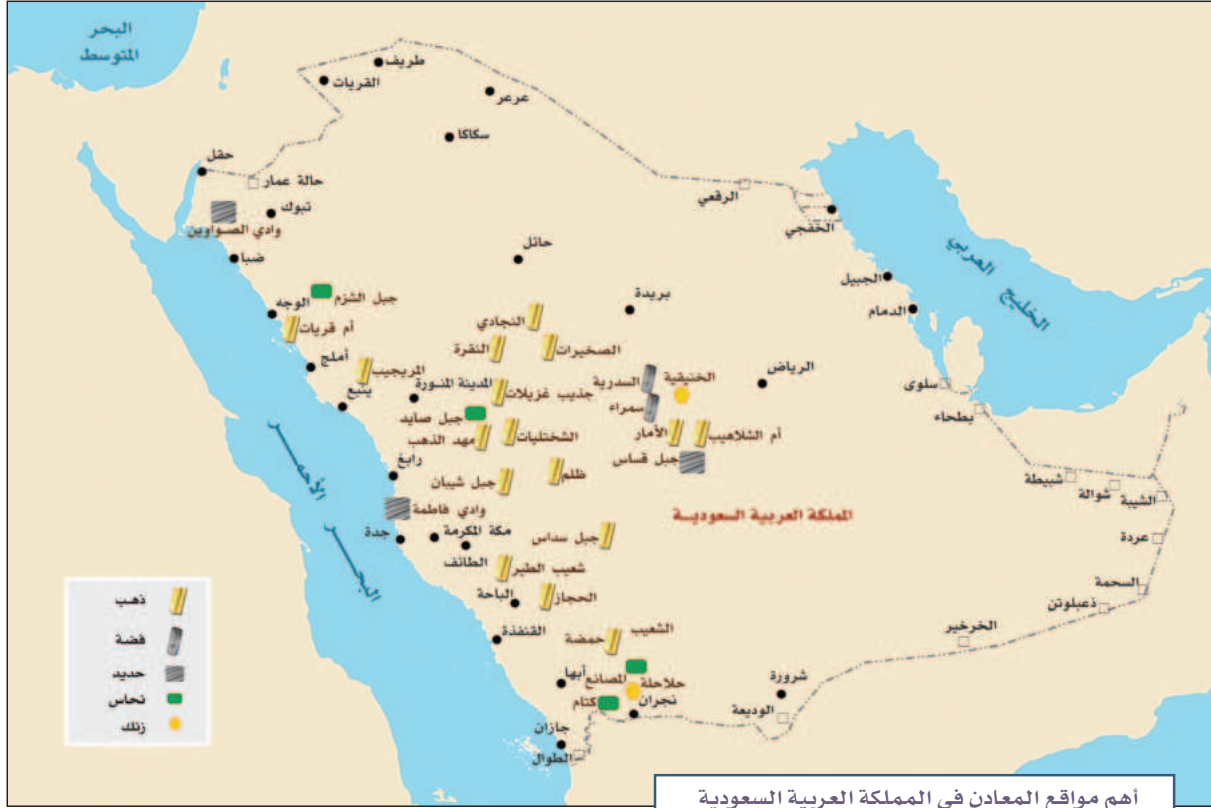 البحر
المتوسط
طريف
القريات
عرعر
سكاكا
حقل
حالة عمار
تبوك
وادي الصواوين
ضبا
الرقعي
الخفجي
الخليج العربي
حائل
الجبيل
بريدة
الدمام
جبل الشزم
الوجه
أم قريات
النجادي
الصخيرات
النقرة
أملج
المريجيب
المدينة المنورة
جذيب غزيلات
السدرية
الخنيقية
الرياض
سلوى
ينبع
جبل صايد
سمراء
بطحاء
الشختليات
مهد الذهب
الأمار
أم الشلاهيب
رابغ
جبل شيبان
ظلم
جبل قساس
شبيطة
شوالة
الشيبة
وادي فاطمة
المملكة العربية السعودية
مكة المكرمة
جدة
جبل سداس
عردة
الطائف
شعيب الطير
البحر الأحمر
الباحة
الحجاز
السحمة
ذعبلوتن
القنفذة
حمضة
الشعيب
الخرخير
أبها
المصانع
حلاحلة
شرورة
كتام
نجران
الوديعة
جازان
الطوال
ذهب
فضة
حديد
نحاس
زنك
أهم مواقع المعادن في المملكة العربية السعودية